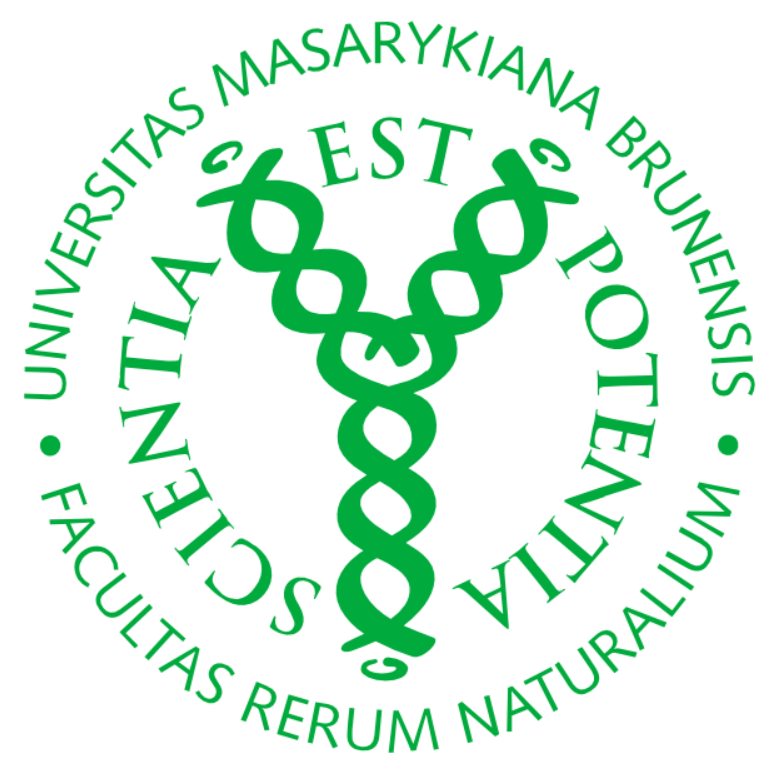 UNIVERSITAS MASARYKIANA BRUNENSIS
• FACULTAS RERUM NATURALIUM •
SCIENTIA EST POTENTIA
G
C
C